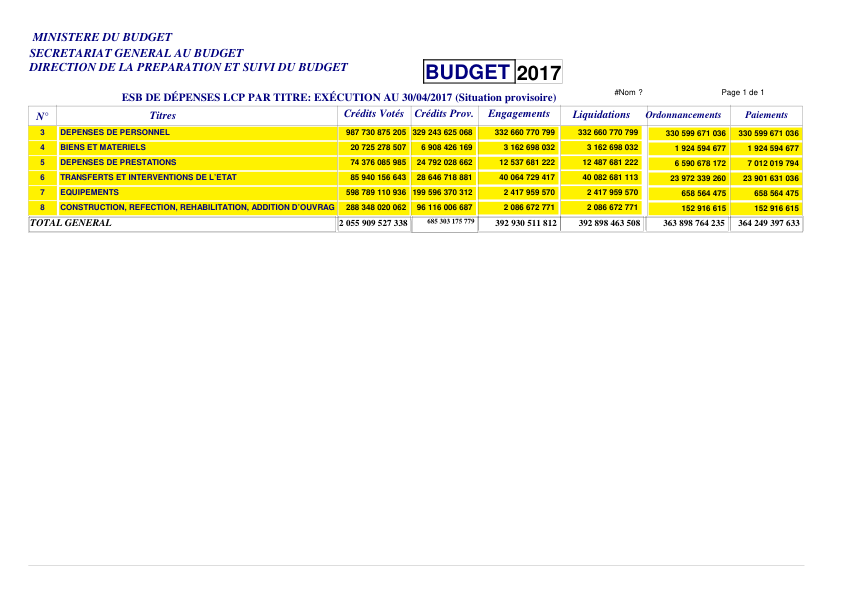 MINISTERE DU BUDGET
SECRETARIAT GENERAL AU BUDGET
DIRECTION DE LA PREPARATION ET SUIVI DU BUDGET
BUDGET 2017
#Nom ? Page 1 de 1
ESB DE DÉPENSES LCP PAR TITRE: EXÉCUTION AU 30/04/2017 (Situation provisoire)
N° Titres Crédits Votés Crédits Prov. Engagements Liquidations Ordonnancements Paiements
3 DEPENSES DE PERSONNEL 987 730 875 205 329 243 625 068 332 660 770 799 332 660 770 799 330 599 671 036 330 599 671 036
4 BIENS ET MATERIELS 20 725 278 507 6 908 426 169 3 162 698 032 3 162 698 032 1 924 594 677 1 924 594 677
5 DEPENSES DE PRESTATIONS 74 376 085 985 24 792 028 662 12 537 681 222 12 487 681 222 6 590 678 172 7 012 019 794
6 TRANSFERTS ET INTERVENTIONS DE L'ETAT 85 940 156 643 28 646 718 881 40 064 729 417 40 082 681 113 23 972 339 260 23 901 631 036
7 EQUIPEMENTS 598 789 110 936 199 596 370 312 2 417 959 570 2 417 959 570 658 564 475 658 564 475
8 CONSTRUCTION, REFECTION, REHABILITATION, ADDITION D'OUVRAG 288 348 020 062 96 116 006 687 2 086 672 771 2 086 672 771 152 916 615 152 916 615
TOTAL GENERAL 2 055 909 527 338 685 303 175 779 392 930 511 812 392 898 463 508 363 898 764 235 364 249 397 633